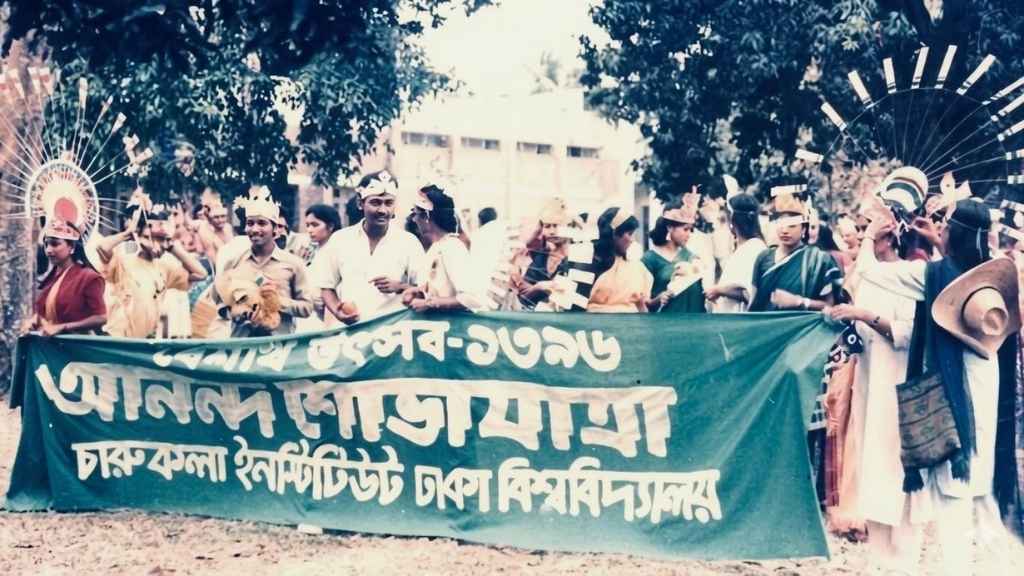 বৈশাখ উৎসব-১৩৯৬
আনন্দ শোভাযাত্রা
চারুকলা ইনস্টিটিউট ঢাকা বিশ্ববিদ্যালয়